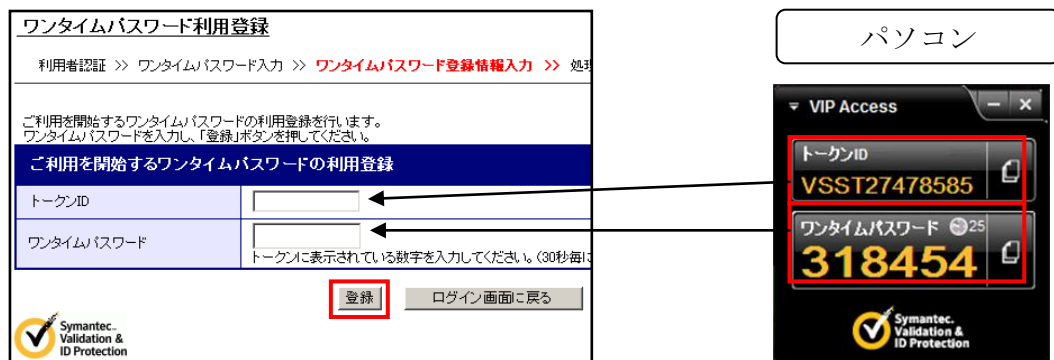 ワンタイムパスワード利用登録
利用者認証 >> ワンタイムパスワード入力 >> ワンタイムパスワード登録情報入力 >> 処理
ご利用を開始するワンタイムパスワードの利用登録を行います。
ワンタイムパスワードを入力し、「登録」ボタンを押してください。
ご利用を開始するワンタイムパスワードの利用登録
トークンID
ワンタイムパスワード
トークンに表示されている数字を入力してください。(30秒毎に
登録
ログイン画面に戻る
Symantec.
Validation &
ID Protection
パソコン
VIP Access
トークンID
VSST27478585
ワンタイムパスワード 25
318454
Symantec.
Validation &
ID Protection